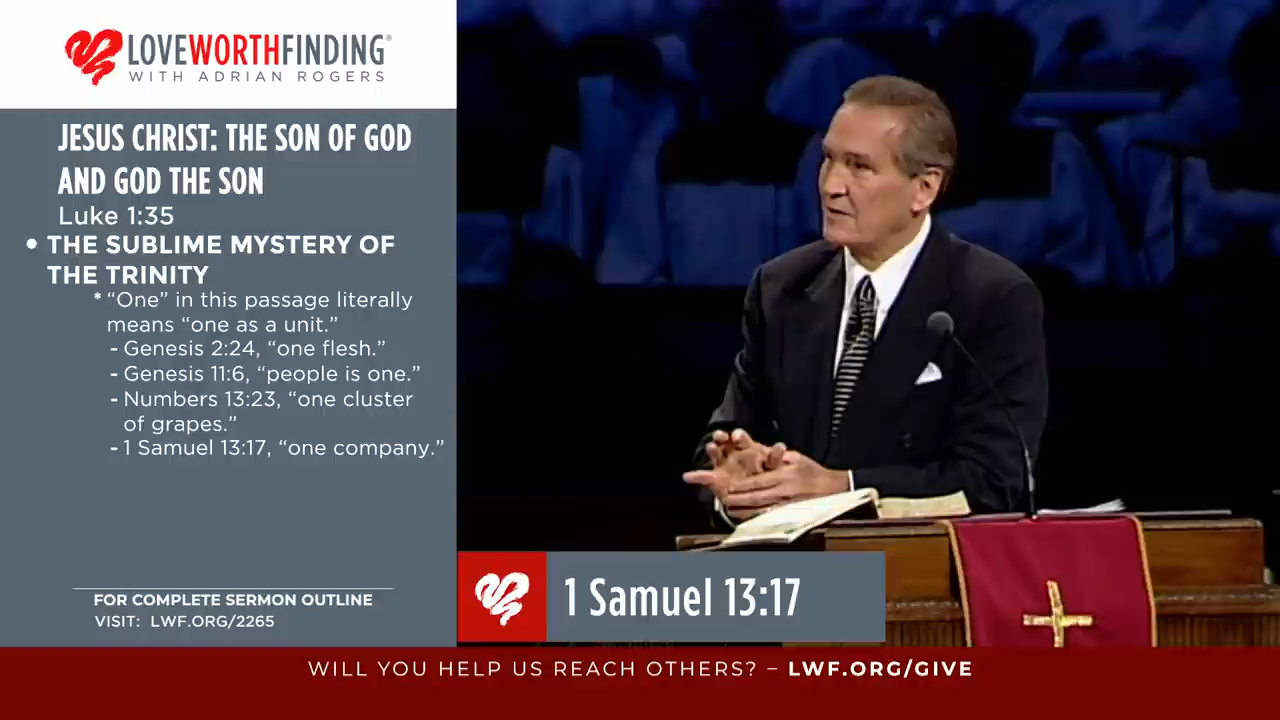 LOVEWORTHFINDING®
WITH ADRIAN ROGERS
JESUS CHRIST: THE SON OF GOD
AND GOD THE SON
Luke 1:35
• THE SUBLIME MYSTERY OF
THE TRINITY
* “One” in this passage literally
means “one as a unit.”
- Genesis 2:24, “one flesh.”
- Genesis 11:6, “people is one.”
- Numbers 13:23, “one cluster
of grapes.”
- 1 Samuel 13:17, “one company.”
FOR COMPLETE SERMON OUTLINE
VISIT: LWF.ORG/2265
1 Samuel 13:17
WILL YOU HELP US REACH OTHERS? – LWF.ORG/GIVE